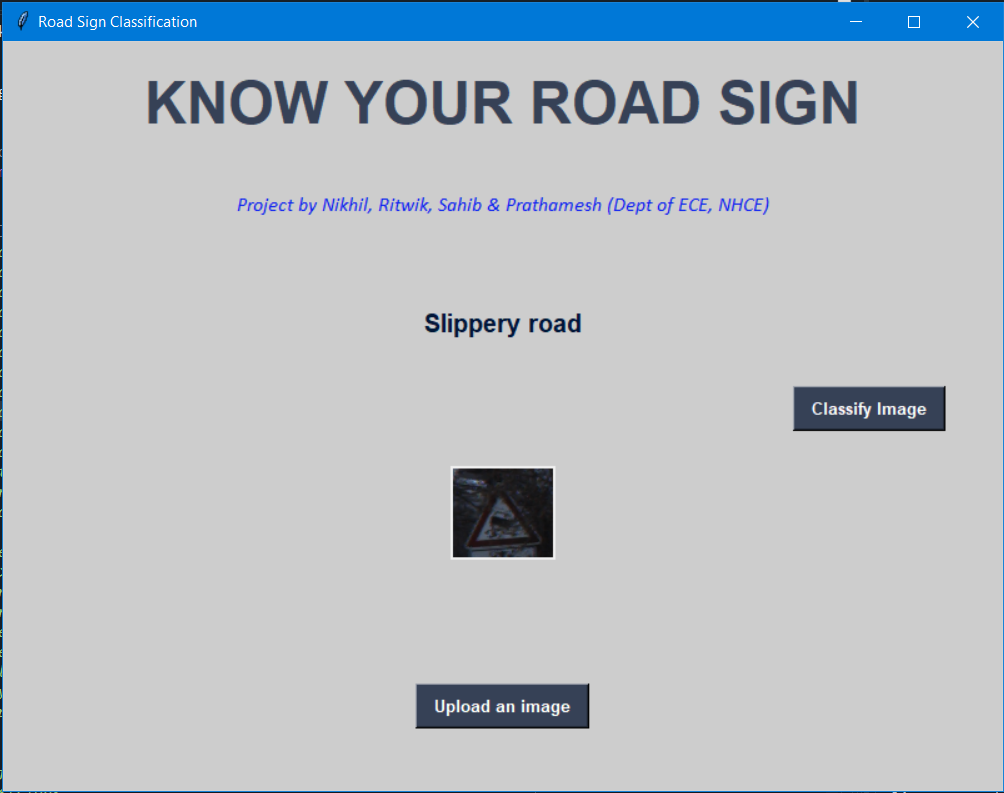 Road Sign Classification
KNOW YOUR ROAD SIGN
Project by Nikhil, Ritwik, Sahib & Prathamesh (Dept of ECE, NHCE)
Slippery road
Classify Image
Upload an image